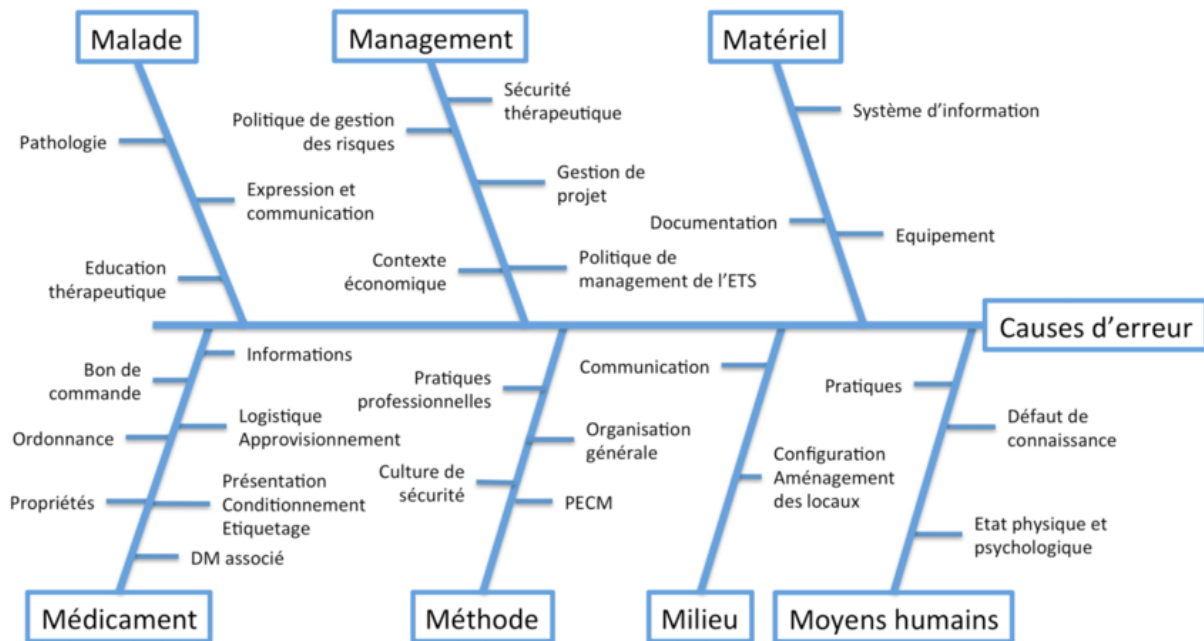 Malade
Management
Matériel
Pathologie
Expression et
communication
Education
thérapeutique
Sécurité
thérapeutique
Politique de gestion
des risques
Gestion de
projet
Contexte
économique
Politique de
management de l'ETS
Système d'information
Documentation
Equipement
Causes d'erreur
Informations
Bon de
commande
Logistique
Approvisionnement
Ordonnance
Présentation
Conditionnement
Etiquetage
Propriétés
DM associé
Pratiques
professionnelles
Organisation
générale
Culture de
sécurité
PECM
Communication
Configuration
Aménagement
des locaux
Pratiques
Défaut de
connaissance
Etat physique et
psychologique
Médicament
Méthode
Milieu
Moyens humains